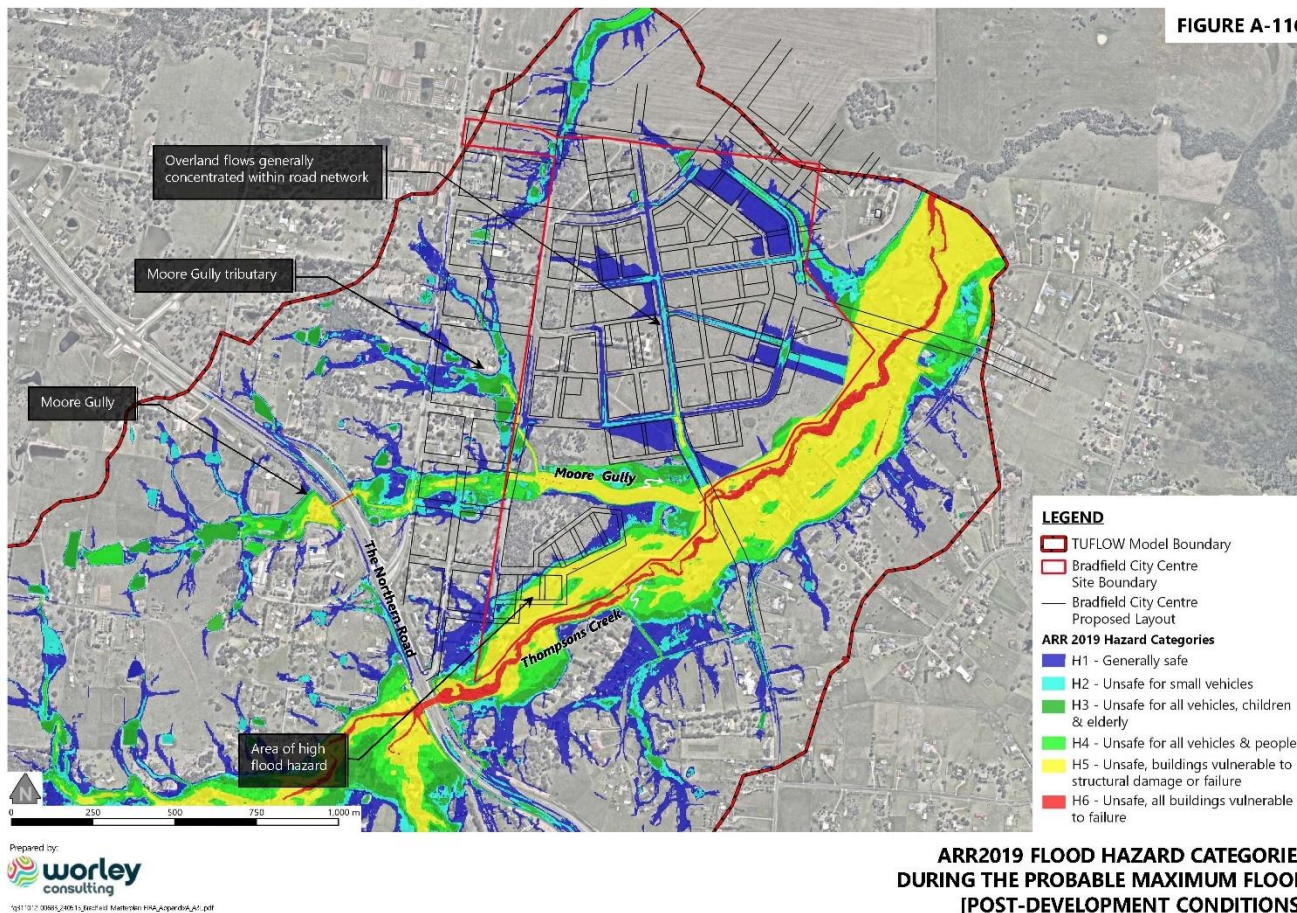 FIGURE A-116
Overland flows generally
concentrated within road network
Moore Gully tributary
Moore Gully
Moore Gully
The Northern Road
Thompsons Creek
Area of high
flood hazard
LEGEND
TUFLOW Model Boundary
Bradfield City Centre
Site Boundary
Bradfield City Centre
Proposed Layout
ARR 2019 Hazard Categories
H1 - Generally safe
H2 - Unsafe for small vehicles
H3 - Unsafe for all vehicles, children
& elderly
H4 - Unsafe for all vehicles & people
H5 - Unsafe, buildings vulnerable to
structural damage or failure
H6 - Unsafe, all buildings vulnerable
to failure
N
0 250 500 750 1,000 m
Prepared by:
worley
consulting
ARR2019 FLOOD HAZARD CATEGORIE
DURING THE PROBABLE MAXIMUM FLOO
[POST-DEVELOPMENT CONDITIONS